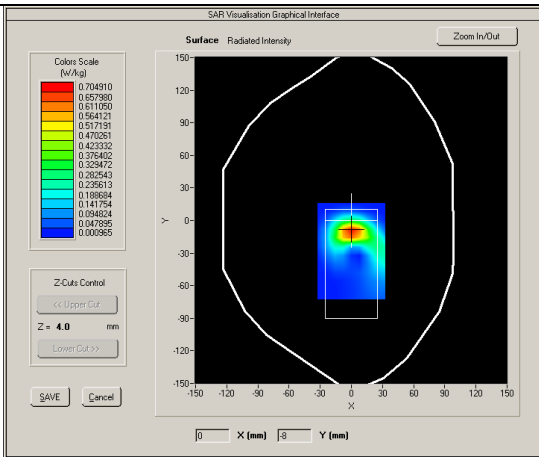 SAR Visualisation Graphical Interface
Surface Radiated Intensity
Zoom In/Out
Colors Scale
(W/kg)
0.704910
0.657980
0.611050
0.564121
0.517191
0.470261
0.423332
0.376402
0.329472
0.282543
0.235613
0.188684
0.141754
0.094824
0.047895
0.000965
Z-Cuts Control
<< Upper Cut
Z = 4.0 mm
Lower Cut >>
SAVE Cancel
150
120
90
60
30
0
-30
-60
-90
-120
-150
Y
-150 -120 -90 -60 -30 0 30 60 90 120 150
X
0 X (mm) -8 Y (mm)